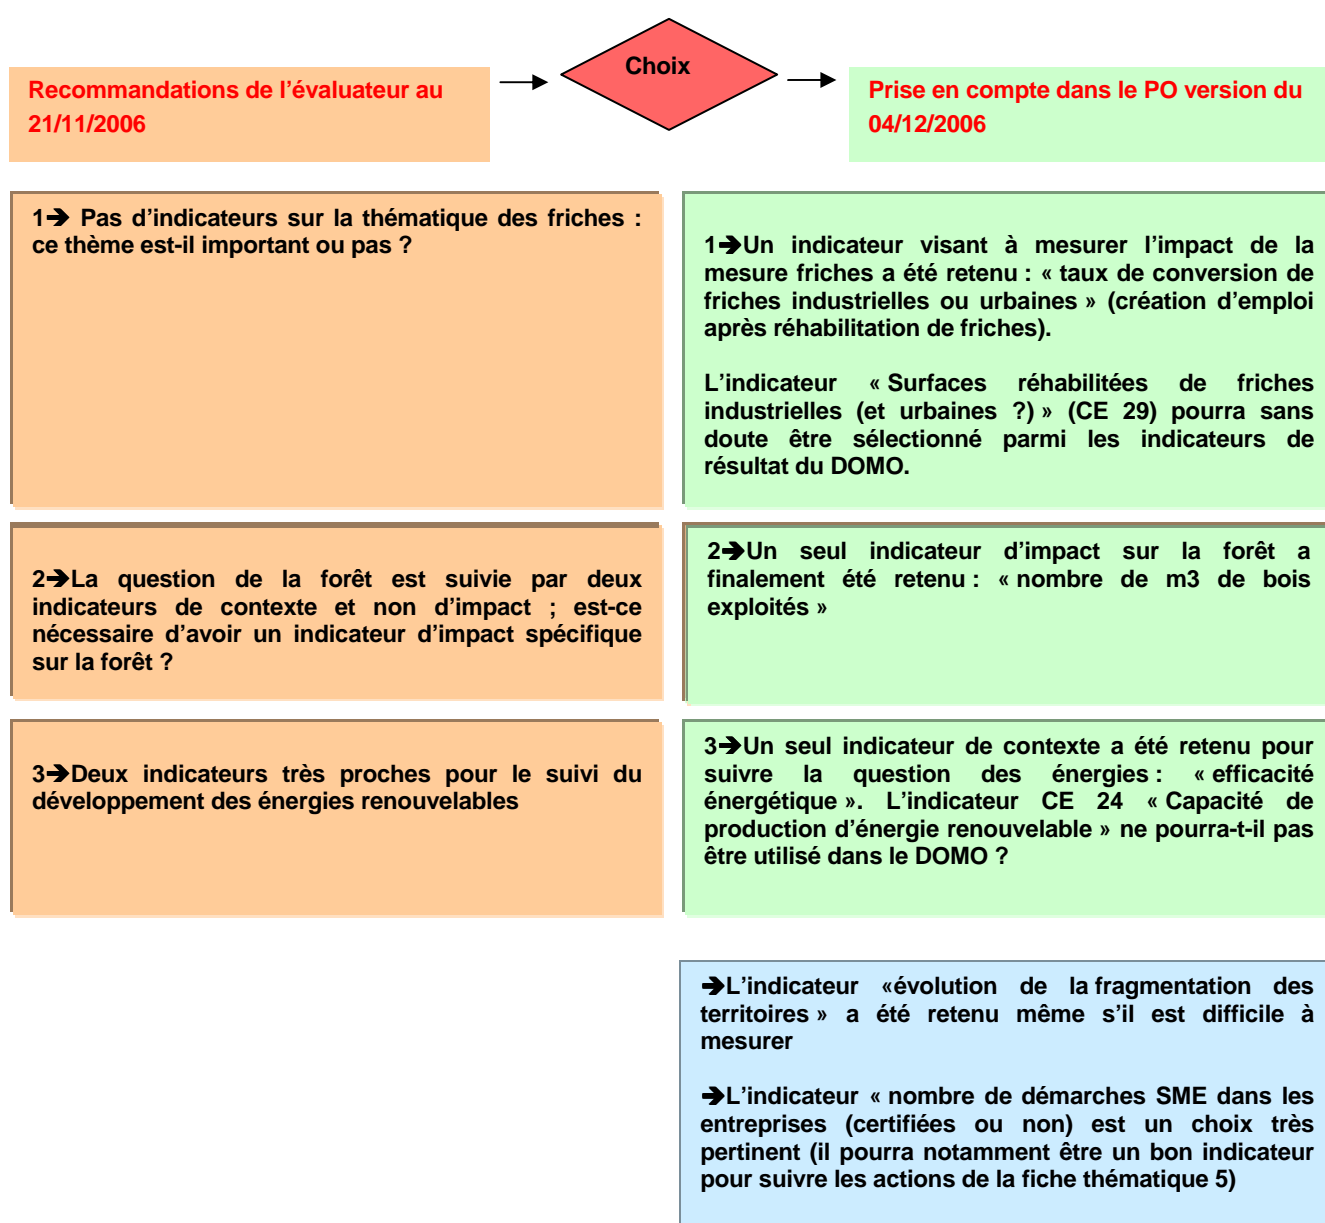 Choix
Recommandations de l’évaluateur au
21/11/2006
Prise en compte dans le PO version du
04/12/2006
1➔ Pas d’indicateurs sur la thématique des friches :
ce thème est-il important ou pas ?
1➔Un indicateur visant à mesurer l’impact de la
mesure friches a été retenu : « taux de conversion de
friches industrielles ou urbaines » (création d’emploi
après réhabilitation de friches).
L’indicateur « Surfaces réhabilitées de friches
industrielles (et urbaines ?) » (CE 29) pourra sans
doute être sélectionné parmi les indicateurs de
résultat du DOMO.
2➔La question de la forêt est suivie par deux
indicateurs de contexte et non d’impact ; est-ce
nécessaire d’avoir un indicateur d’impact spécifique
sur la forêt ?
2➔Un seul indicateur d’impact sur la forêt a
finalement été retenu : « nombre de m3 de bois
exploités »
3➔Deux indicateurs très proches pour le suivi du
développement des énergies renouvelables
3➔Un seul indicateur de contexte a été retenu pour
suivre la question des énergies : « efficacité
énergétique ». L’indicateur CE 24 « Capacité de
production d’énergie renouvelable » ne pourra-t-il pas
être utilisé dans le DOMO ?
➔L’indicateur «évolution de la fragmentation des
territoires » a été retenu même s’il est difficile à
mesurer
➔L’indicateur « nombre de démarches SME dans les
entreprises (certifiées ou non) est un choix très
pertinent (il pourra notamment être un bon indicateur
pour suivre les actions de la fiche thématique 5)